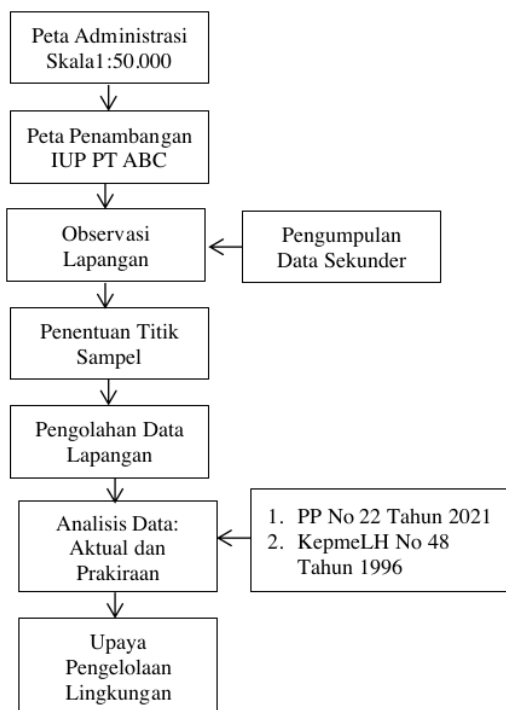 Peta Administrasi
Skala1:50.000
Peta Penambangan
IUP PT ABC
Observasi
Lapangan
Pengumpulan
Data Sekunder
Penentuan Titik
Sampel
Pengolahan Data
Lapangan
Analisis Data:
Aktual dan
Prakiraan
1. PP No 22 Tahun 2021
2. KepmeLH No 48
Tahun 1996
Upaya
Pengelolaan
Lingkungan